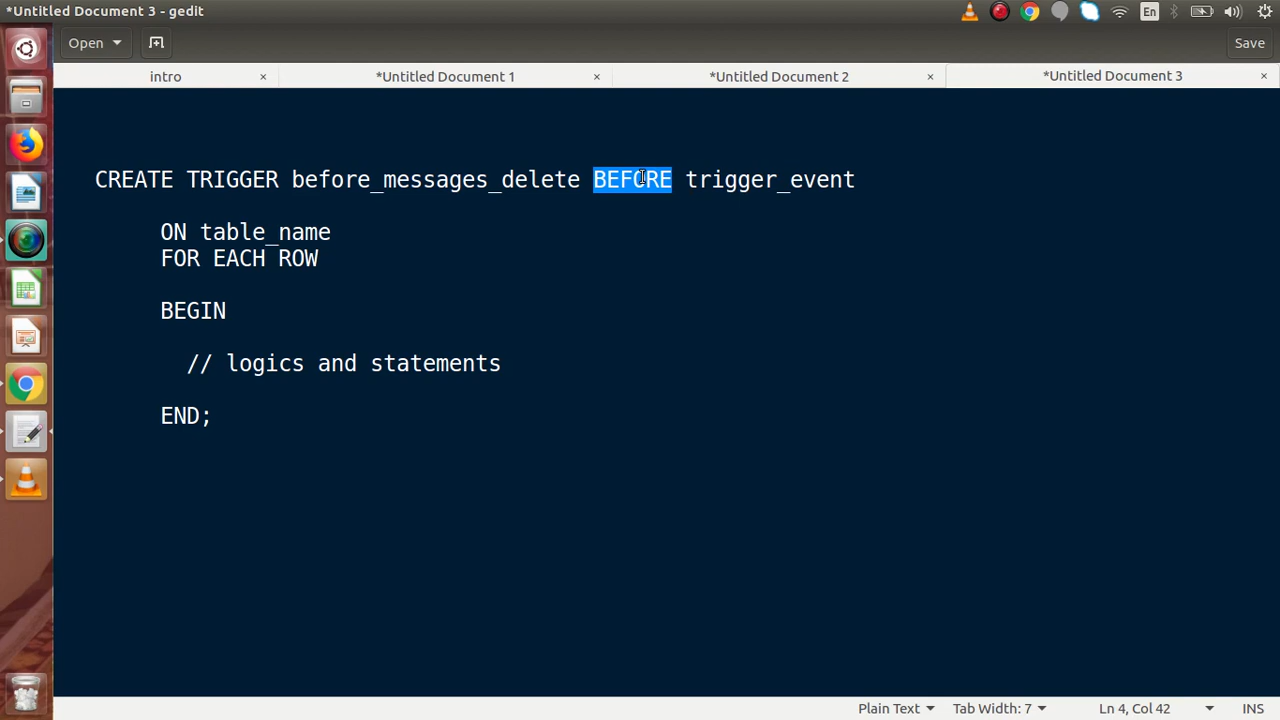 *Untitled Document 3 - gedit
En
Open
Save
intro
*Untitled Document 1
*Untitled Document 2
*Untitled Document 3
CREATE TRIGGER before_messages_delete BEFORE trigger_event
ON table_name
FOR EACH ROW
BEGIN
// logics and statements
END;
Plain Text
Tab Width: 7
Ln 4, Col 42
INS